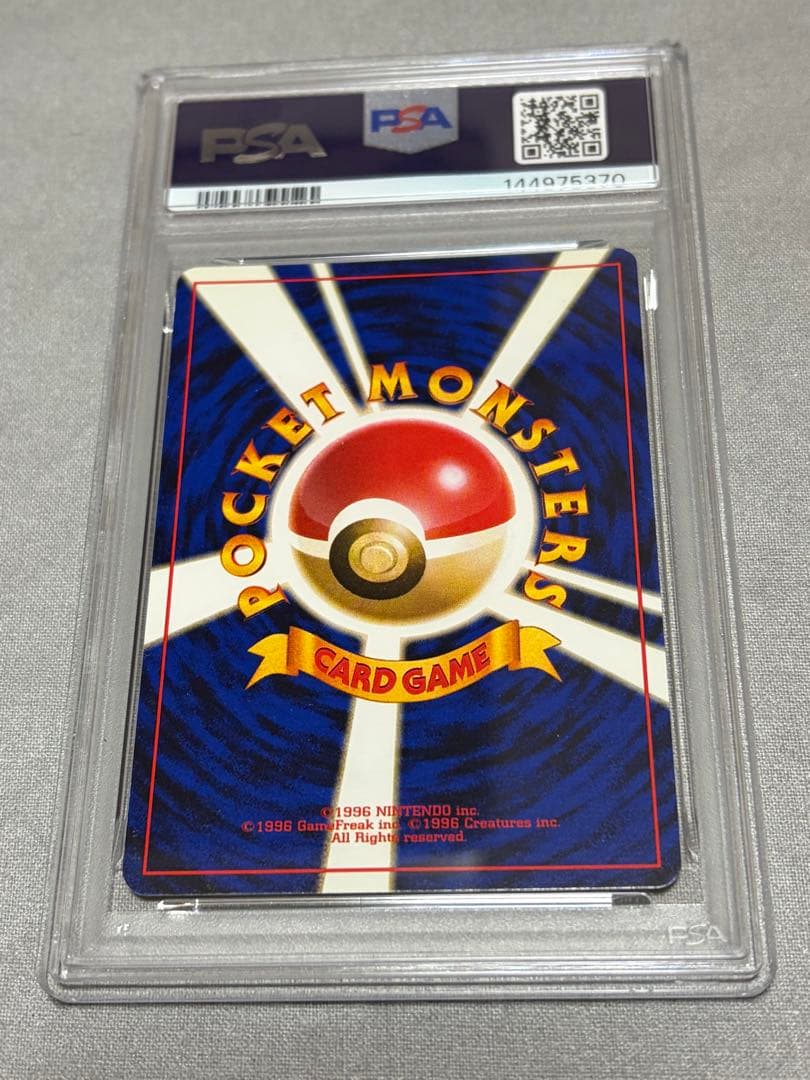 PSA
PSA
144975370
POCKET MONSTERS
CARD GAME
©1996 NINTENDO inc.
©1996 GameFreak inc. ©1996 Creatures inc.
All Rights reserved.
PSA